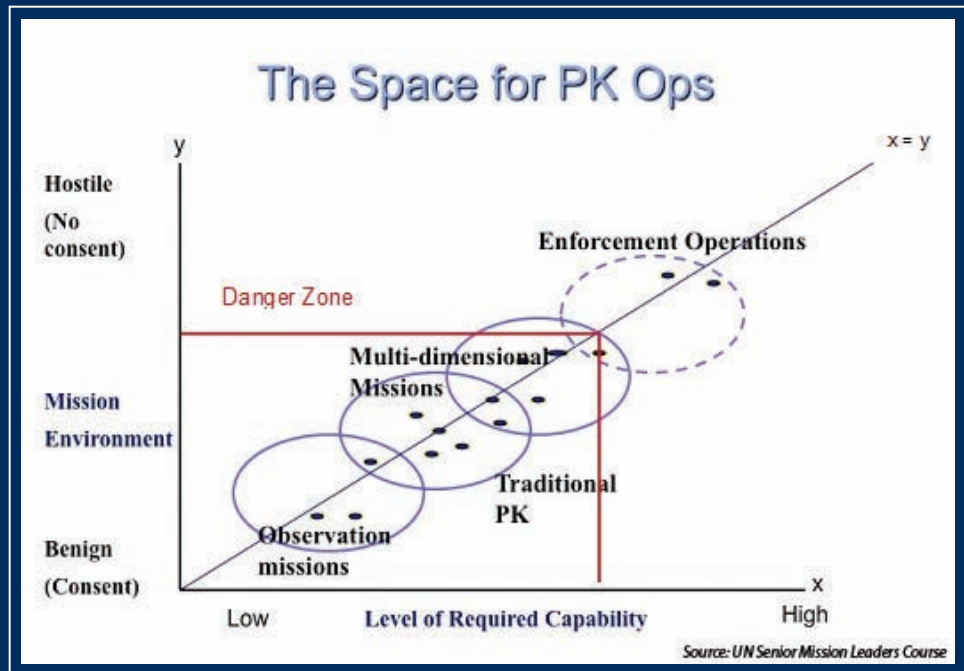 The Space for PK Ops
y
x = y
Hostile
(No
consent)
Enforcement Operations
Danger Zone
Multi-dimensional
Missions
Mission
Environment
Traditional
PK
Observation
missions
Benign
(Consent)
x
Low
Level of Required Capability
High
Source: UN Senior Mission Leaders Course